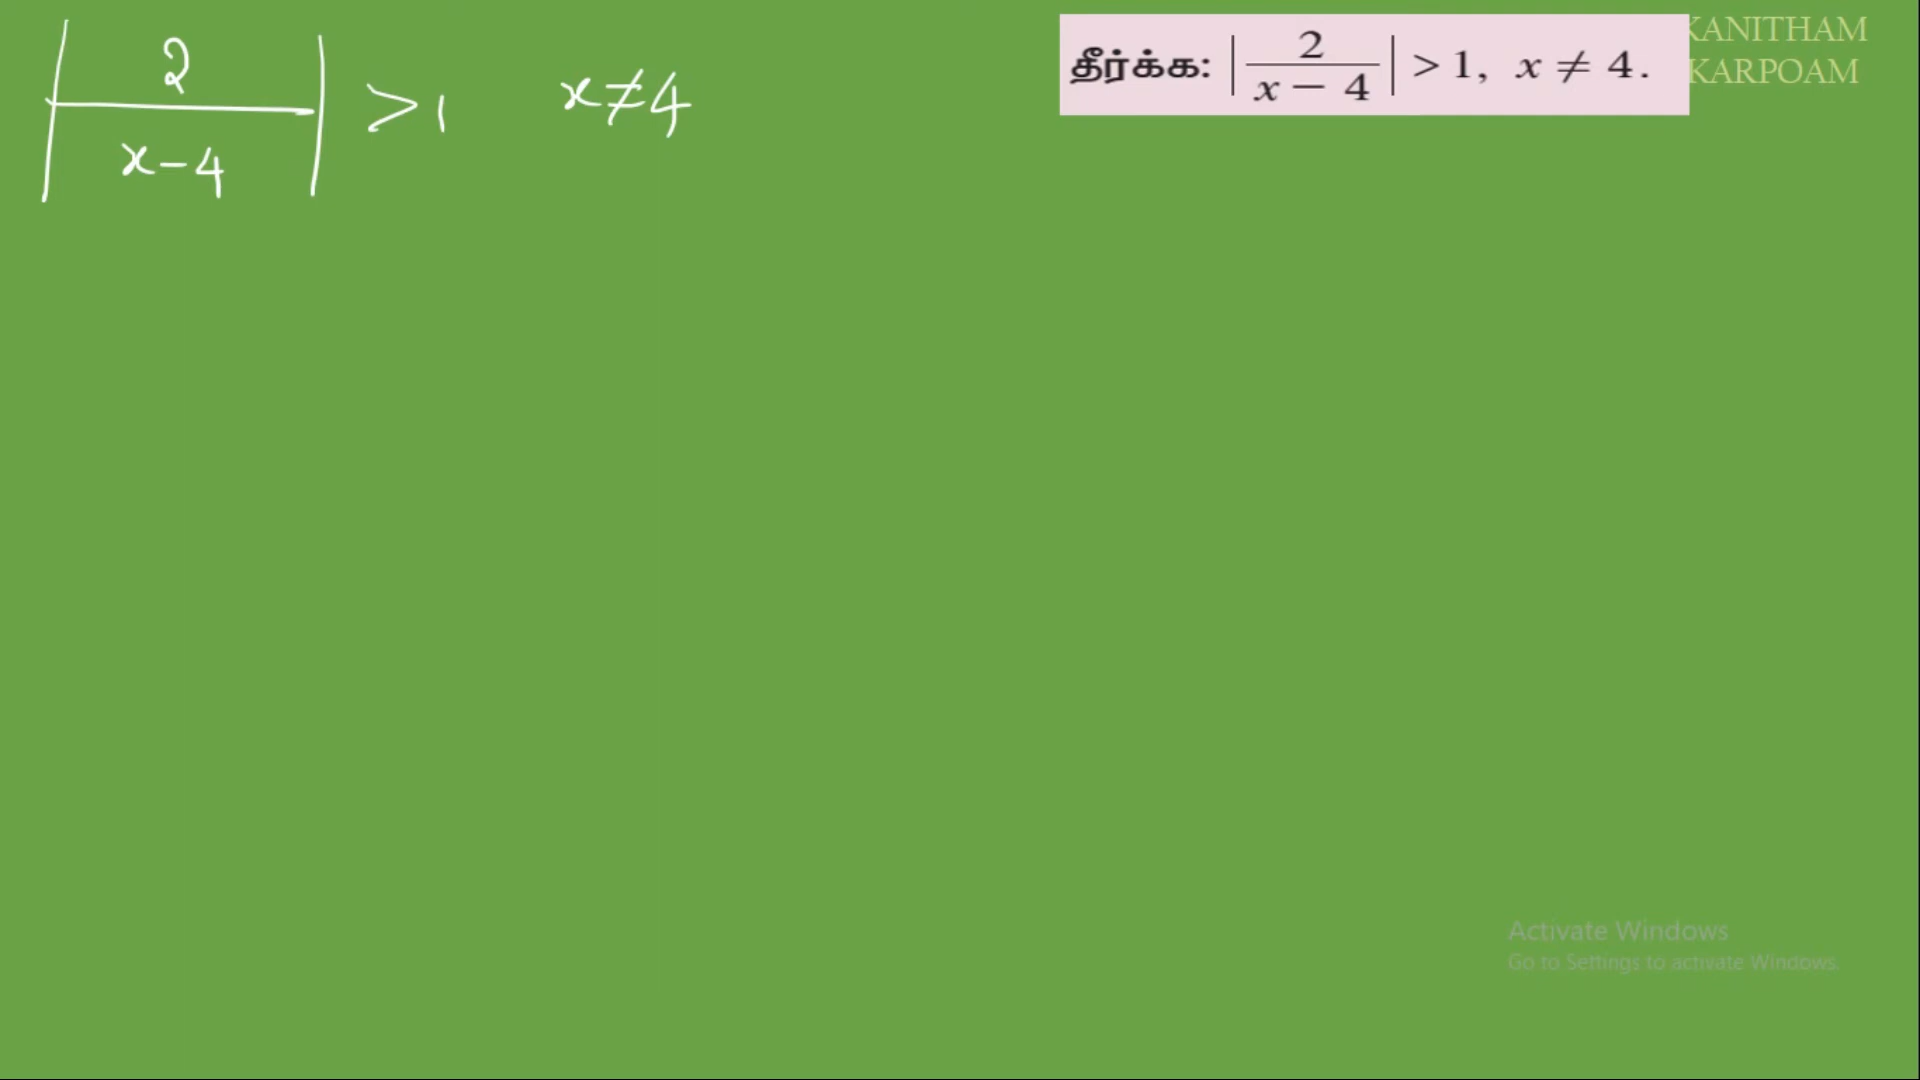 |2/(x-4)| >1 x≠4
தீர்க்க: |2/(x − 4)| > 1, x ≠ 4.
KANITHAM
KARPOAM
Activate Windows
Go to Settings to activate Windows.